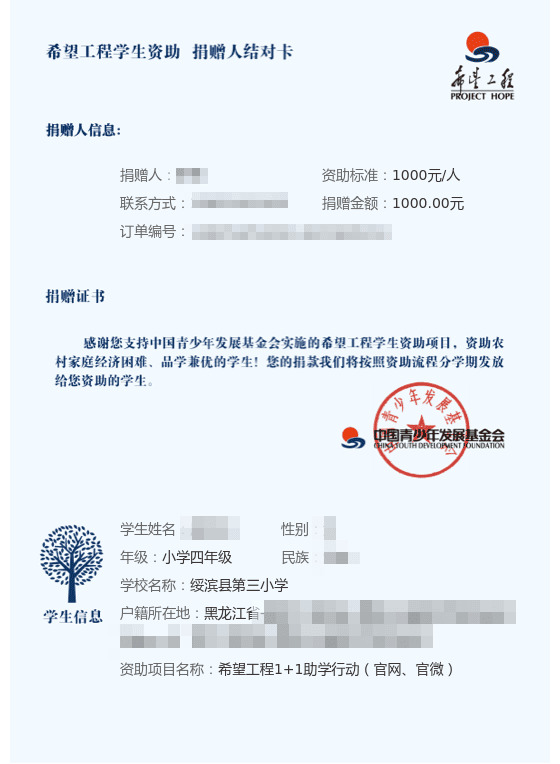 希望工程学生资助 捐赠人结对卡
希望工程
PROJECT HOPE
捐赠人信息:
捐赠人： 资助标准：1000元/人
联系方式： 捐赠金额：1000.00元
订单编号：
捐赠证书
感谢您支持中国青少年发展基金会实施的希望工程学生资助项目，资助农
村家庭经济困难、品学兼优的学生！您的捐款我们将按照资助流程分学期发放
给您资助的学生。
中国青少年发展基金会
中国青少年发展基金会
CHINA YOUTH DEVELOPMENT FOUNDATION
学生姓名 性别：
年级：小学四年级 民族：
学校名称：绥滨县第三小学
户籍所在地：黑龙江省
学生信息
资助项目名称：希望工程1+1助学行动（官网、官微）